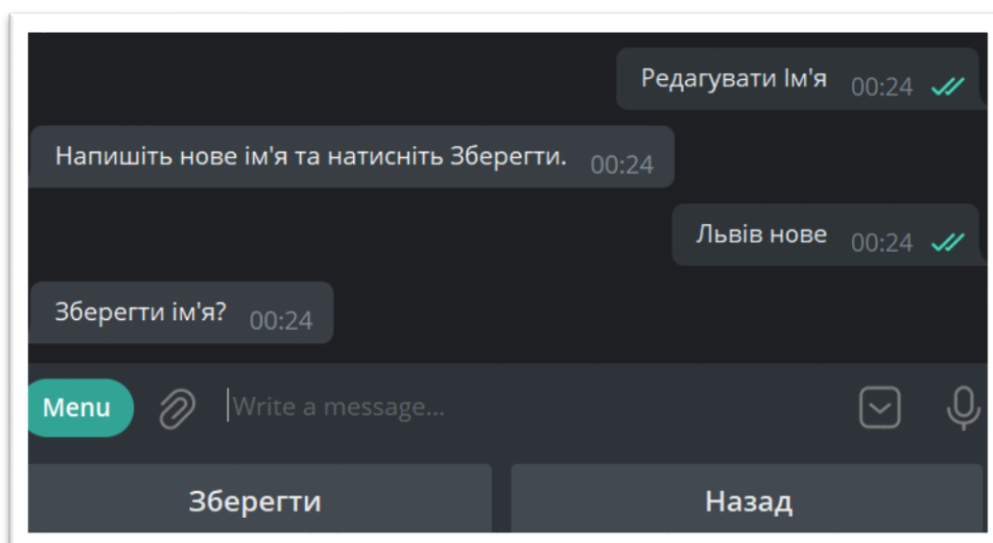 Редагувати Ім'я 00:24
Напишіть нове ім'я та натисніть Зберегти. 00:24
Львів нове 00:24
Зберегти ім'я? 00:24
Menu Write a message...
Зберегти Назад